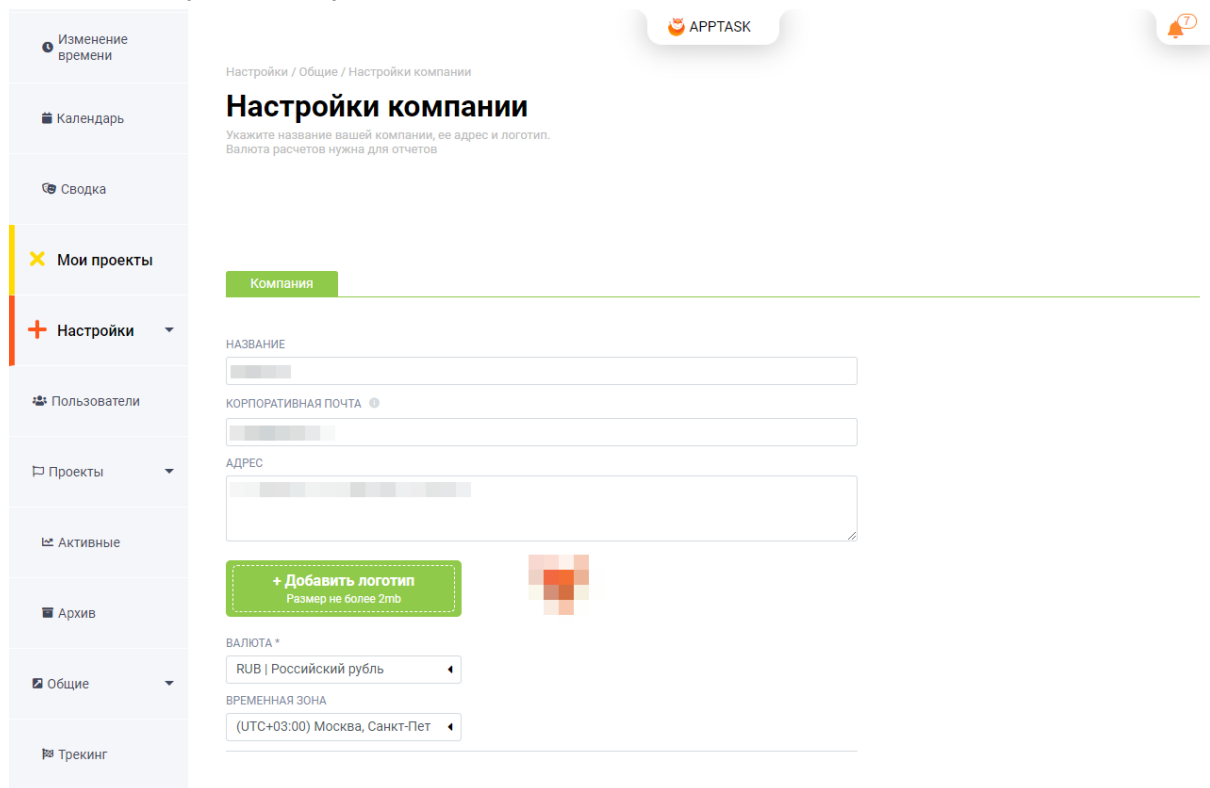 Изменение
времени
Календарь
Сводка
Мои проекты
Настройки
Пользователи
Проекты
Активные
Архив
Общие
Трекинг
APPTASK
7
Настройки / Общие / Настройки компании
Настройки компании
Укажите название вашей компании, ее адрес и логотип.
Валюта расчетов нужна для отчетов
Компания
НАЗВАНИЕ
КОРПОРАТИВНАЯ ПОЧТА
АДРЕС
+ Добавить логотип
Размер не более 2mb
ВАЛЮТА *
RUB | Российский рубль
ВРЕМЕННАЯ ЗОНА
(UTC+03:00) Москва, Санкт-Пет